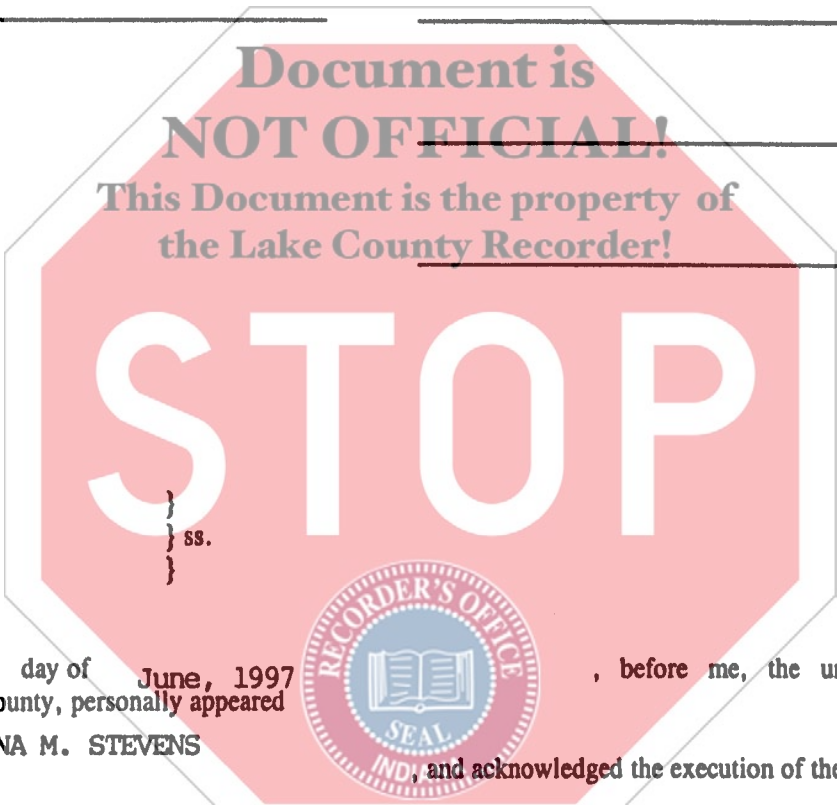 Document is
NOT OFFICIAL!
This Document is the property of
the Lake County Recorder!
STOP
}
} ss.
}
RECORDER'S OFFICE
SEAL
INDIANA
day of June, 1997 , before me, the
ounty, personally appeared
NA M. STEVENS
, and acknowledged the execution of the